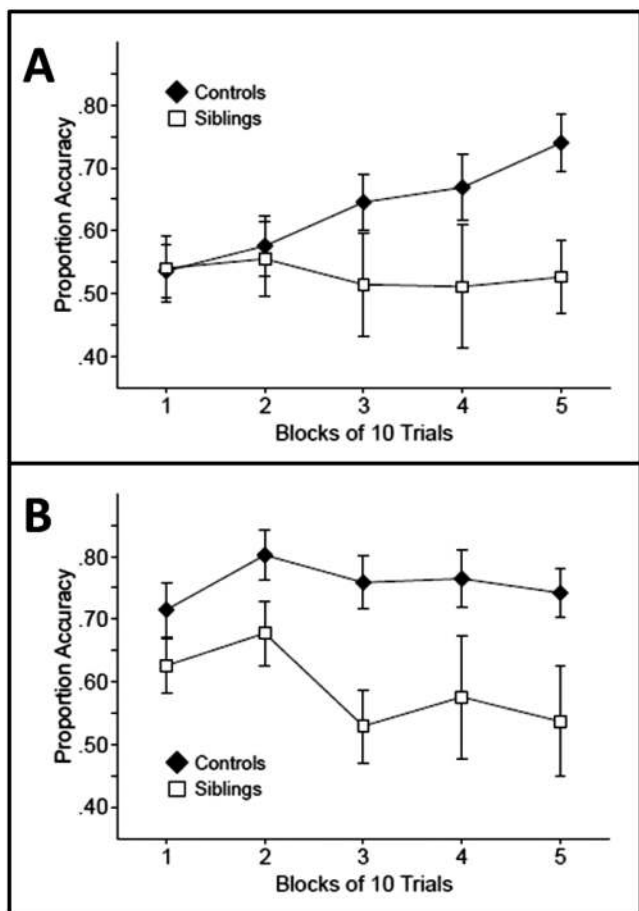 A
Controls
Siblings
.80
.70
.60
.50
.40
Proportion Accuracy
1 2 3 4 5
Blocks of 10 Trials
B
.80
.70
.60
.50
.40
Proportion Accuracy
Controls
Siblings
1 2 3 4 5
Blocks of 10 Trials